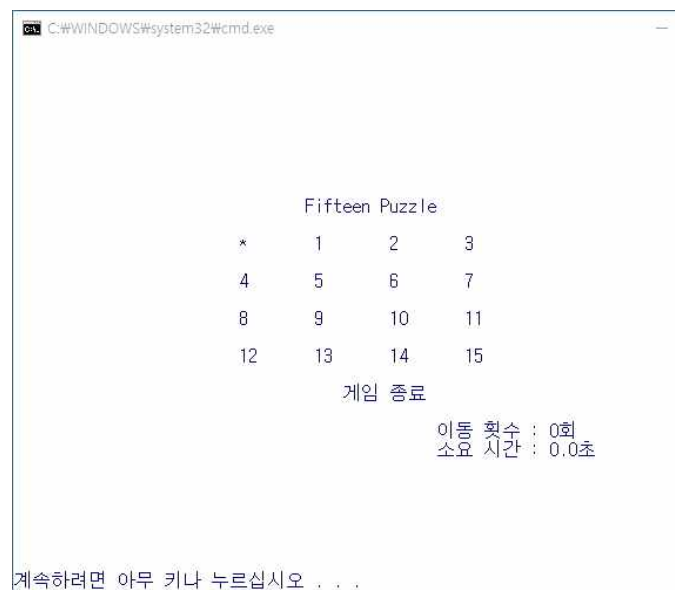 C:₩WINDOWS₩system32₩cmd.exe
Fifteen Puzzle
* 1 2 3
4 5 6 7
8 9 10 11
12 13 14 15
게임 종료
이동 횟수 : 0회
소요 시간 : 0.0초
계속하려면 아무 키나 누르십시오 . . .